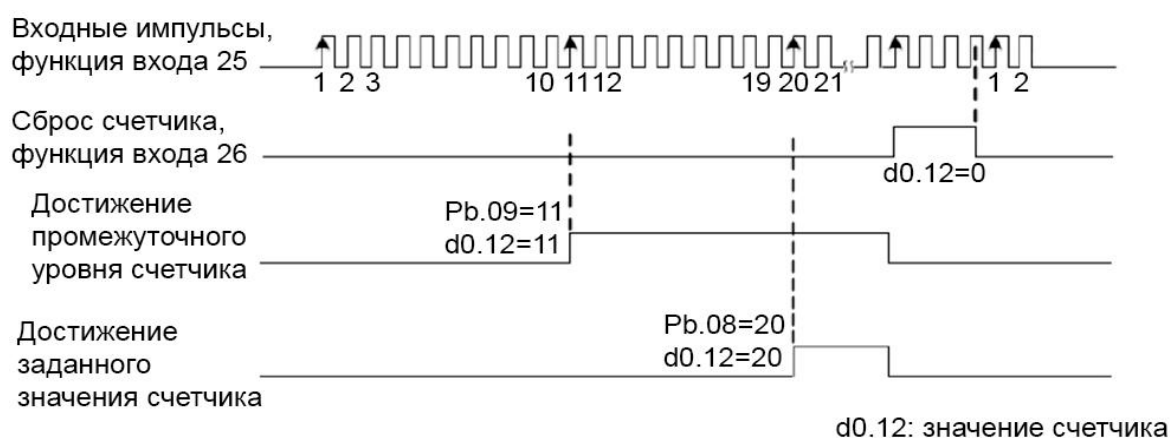 Входные импульсы,
функция входа 25
1 2 3 10 11 12 19 20 21 1 2
Сброс счетчика,
функция входа 26
d0.12=0
Достижение
промежуточного
уровня счетчика
Pb.09=11
d0.12=11
Достижение
заданного
значения счетчика
Pb.08=20
d0.12=20
d0.12: значение счетчика